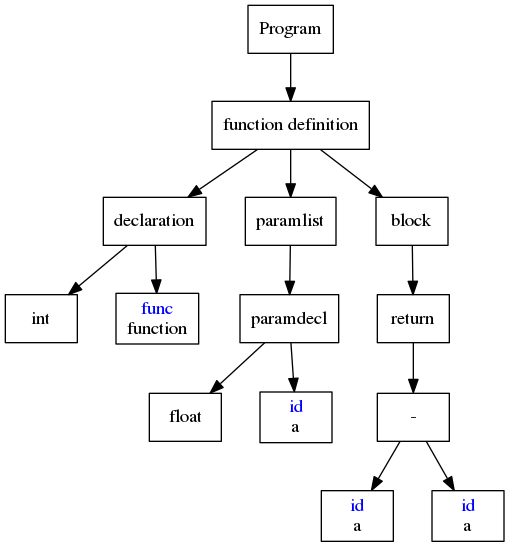 Program
function definition
declaration
paramlist
block
int
func
function
paramdecl
return
float
id
a
-
id
a
id
a